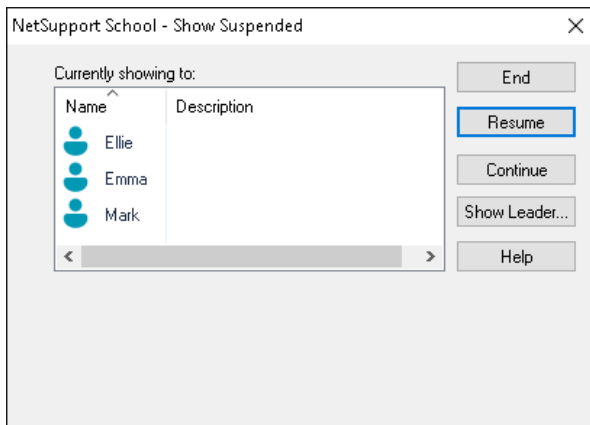 NetSupport School - Show Suspended
Currently showing to:
Name Description
Ellie
Emma
Mark
End
Resume
Continue
Show Leader...
Help